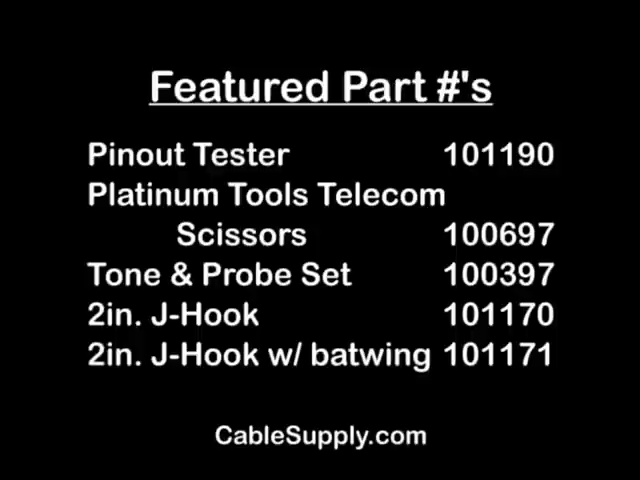 Featured Part #'s
Pinout Tester 101190
Platinum Tools Telecom
Scissors 100697
Tone & Probe Set 100397
2in. J-Hook 101170
2in. J-Hook w/ batwing 101171
CableSupply.com